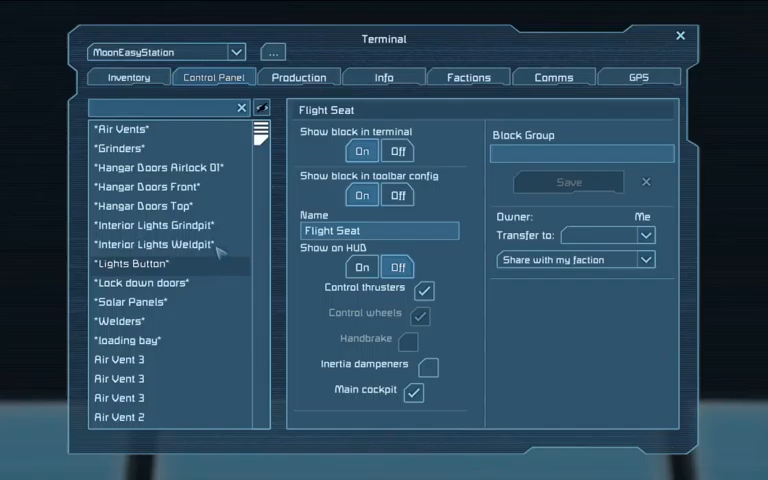 Terminal
MoonEasyStation
...
Inventory
Control Panel
Production
Info
Factions
Comms
GPS
*Air Vents*
*Grinders*
*Hangar Doors Airlock 01*
*Hangar Doors Front*
*Hangar Doors Top*
*Interior Lights Grindpit*
*Interior Lights Weldpit*
*Lights Button*
*Lock down doors*
*Solar Panels*
*Welders*
*loading bay*
Air Vent 3
Air Vent 3
Air Vent 3
Air Vent 2
Flight Seat
Show block in terminal
On Off
Show block in toolbar config
On Off
Name
Flight Seat
Show on HUD
On Off
Control thrusters
Control wheels
Handbrake
Inertia dampeners
Main cockpit
Block Group
Save
Owner: Me
Transfer to:
Share with my faction